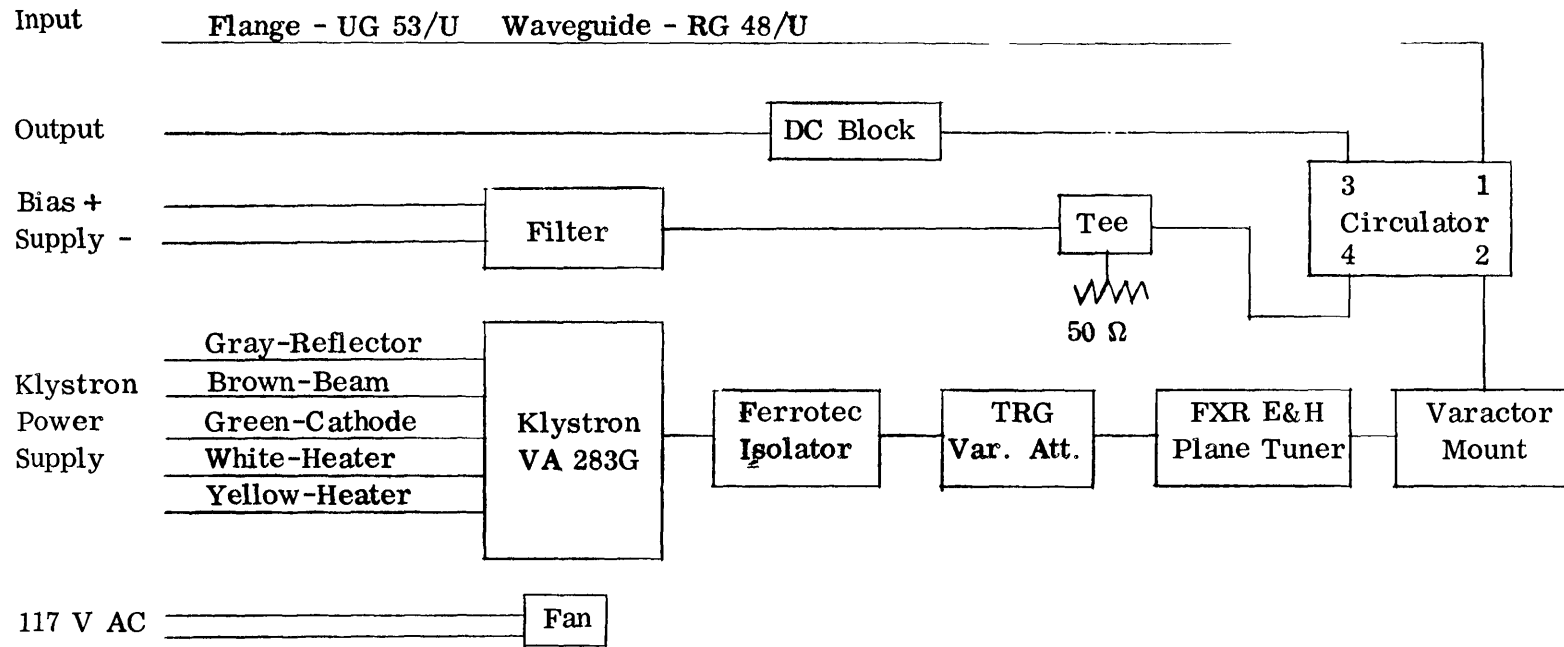 Input
Flange - UG 53/U Waveguide - RG 48/U
Output
DC Block
Bias +
Supply -
Filter
Tee
50 Ω
3 1
Circulator
4 2
Klystron
Power
Supply
Gray-Reflector
Brown-Beam
Green-Cathode
White-Heater
Yellow-Heater
Klystron
VA 283G
Ferrotec
Isolator
TRG
Var. Att.
FXR E&H
Plane Tuner
Varactor
Mount
117 V AC
Fan